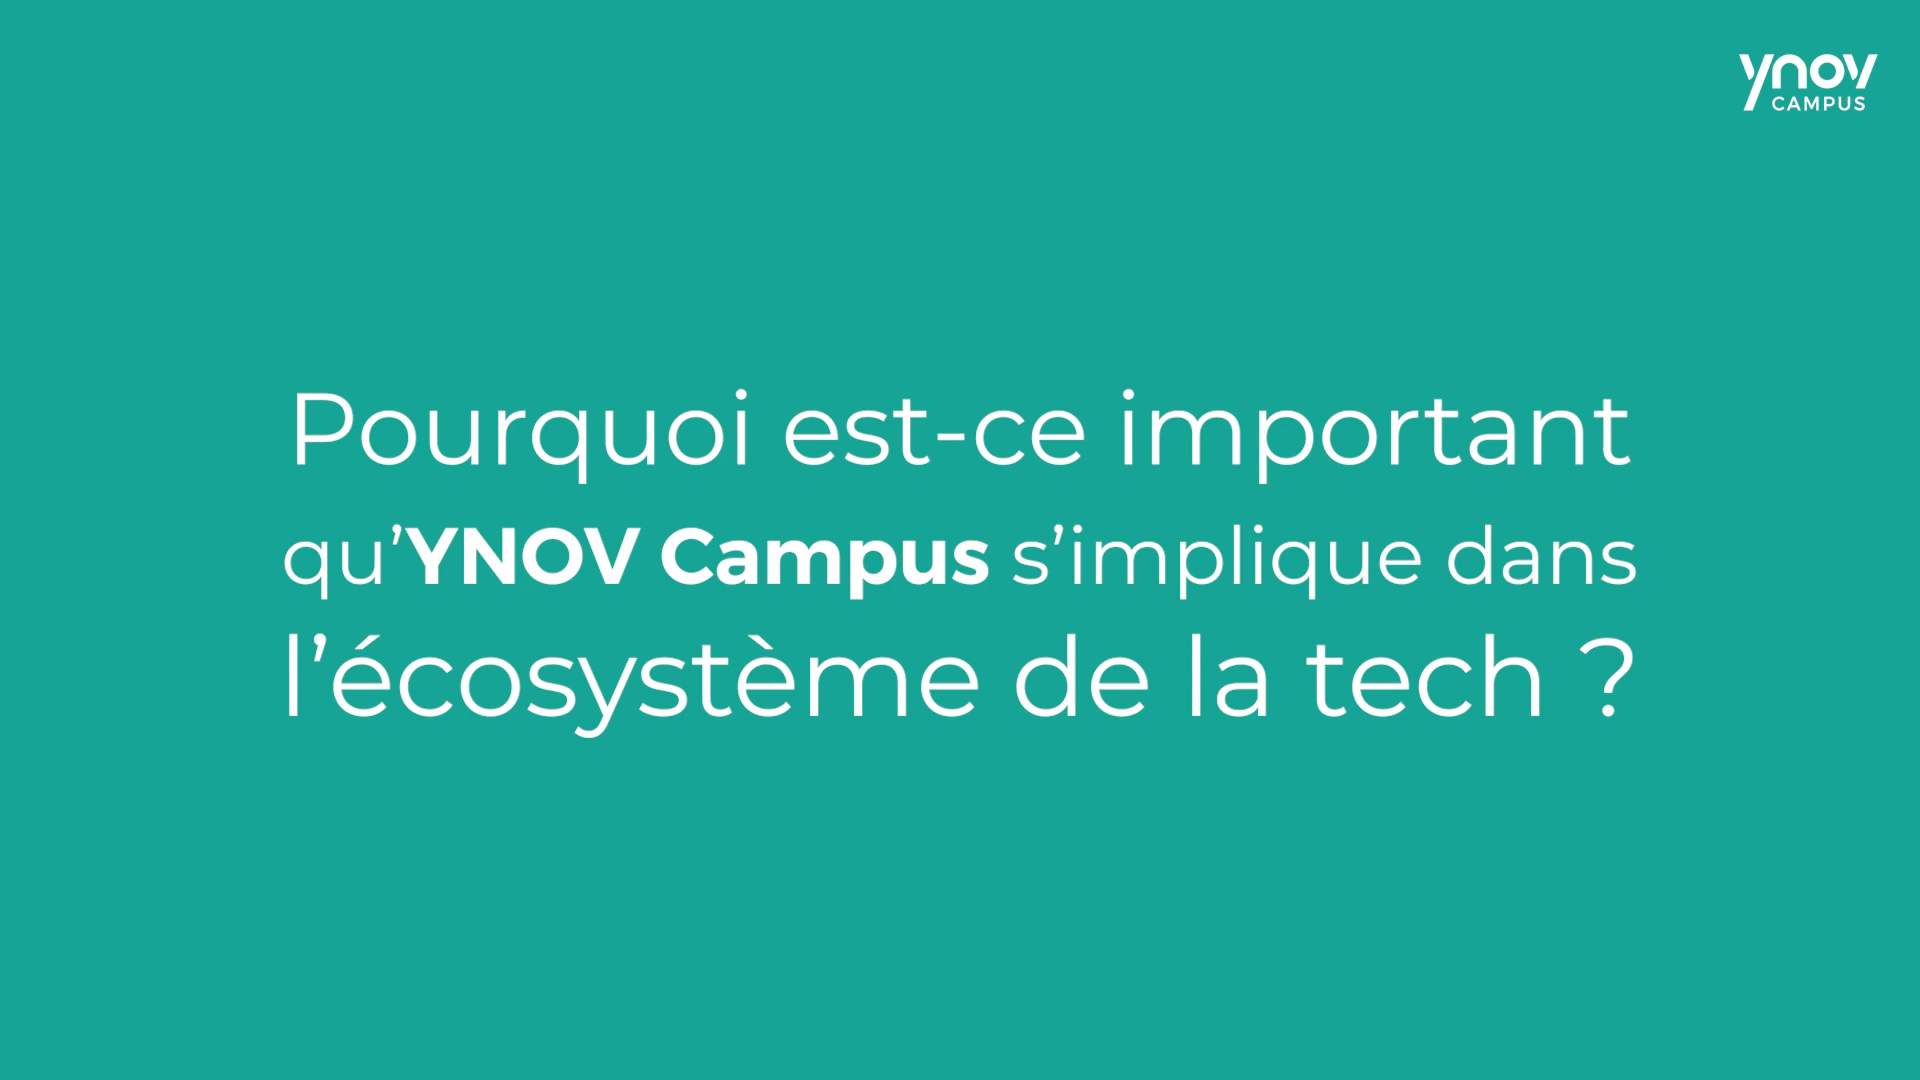 ynov
CAMPUS
Pourquoi est-ce important
qu’YNOV Campus s’implique dans
l’écosystème de la tech ?